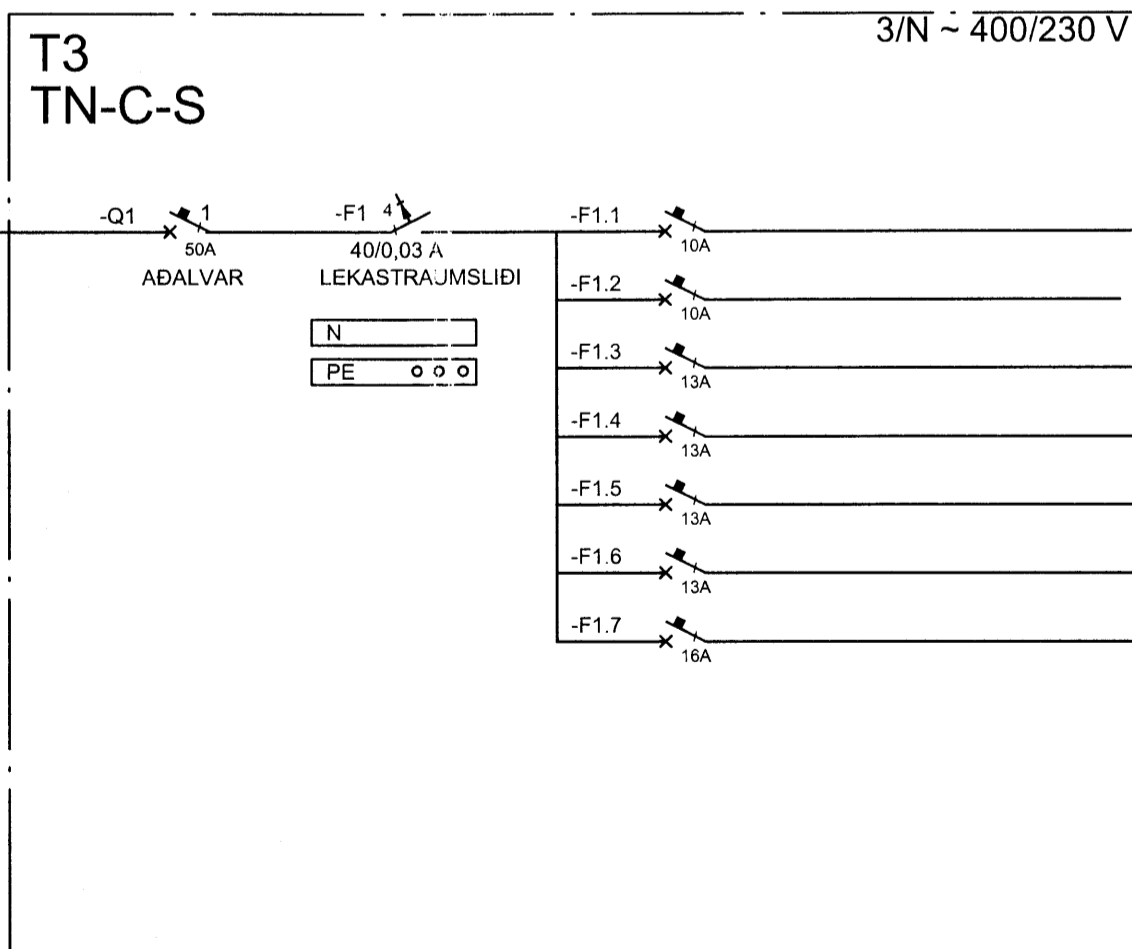 3/N ~ 400/230 V
T3
TN-C-S
-Q1
1
50A
AÐALVAR
-F1
4
40/0,03 A
LEKASTRAUMSLIÐI
N
PE
-F1.1
10A
-F1.2
10A
-F1.3
13A
-F1.4
13A
-F1.5
13A
-F1.6
13A
-F1.7
16A